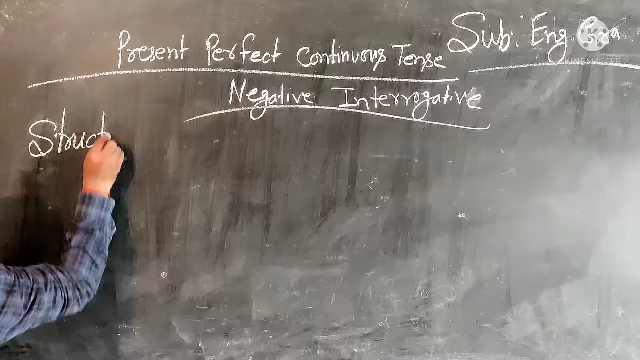 Present Perfect Continuous Tense
Sub: Eng.
Negative Interrogative
Struct